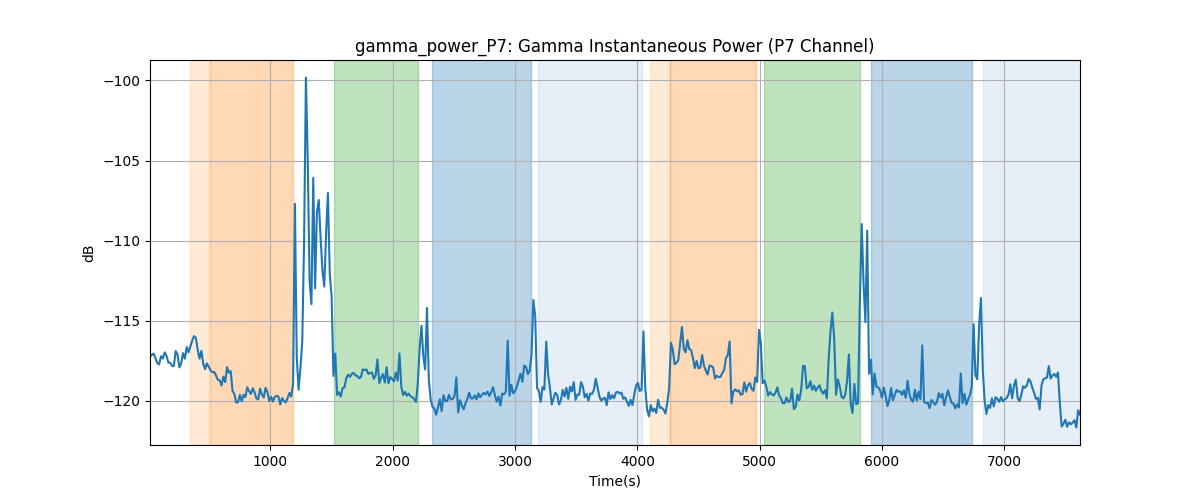 gamma_power_P7: Gamma Instantaneous Power (P7 Channel)
−100
−105
−110
−115
−120
dB
1000 2000 3000 4000 5000 6000 7000
Time(s)